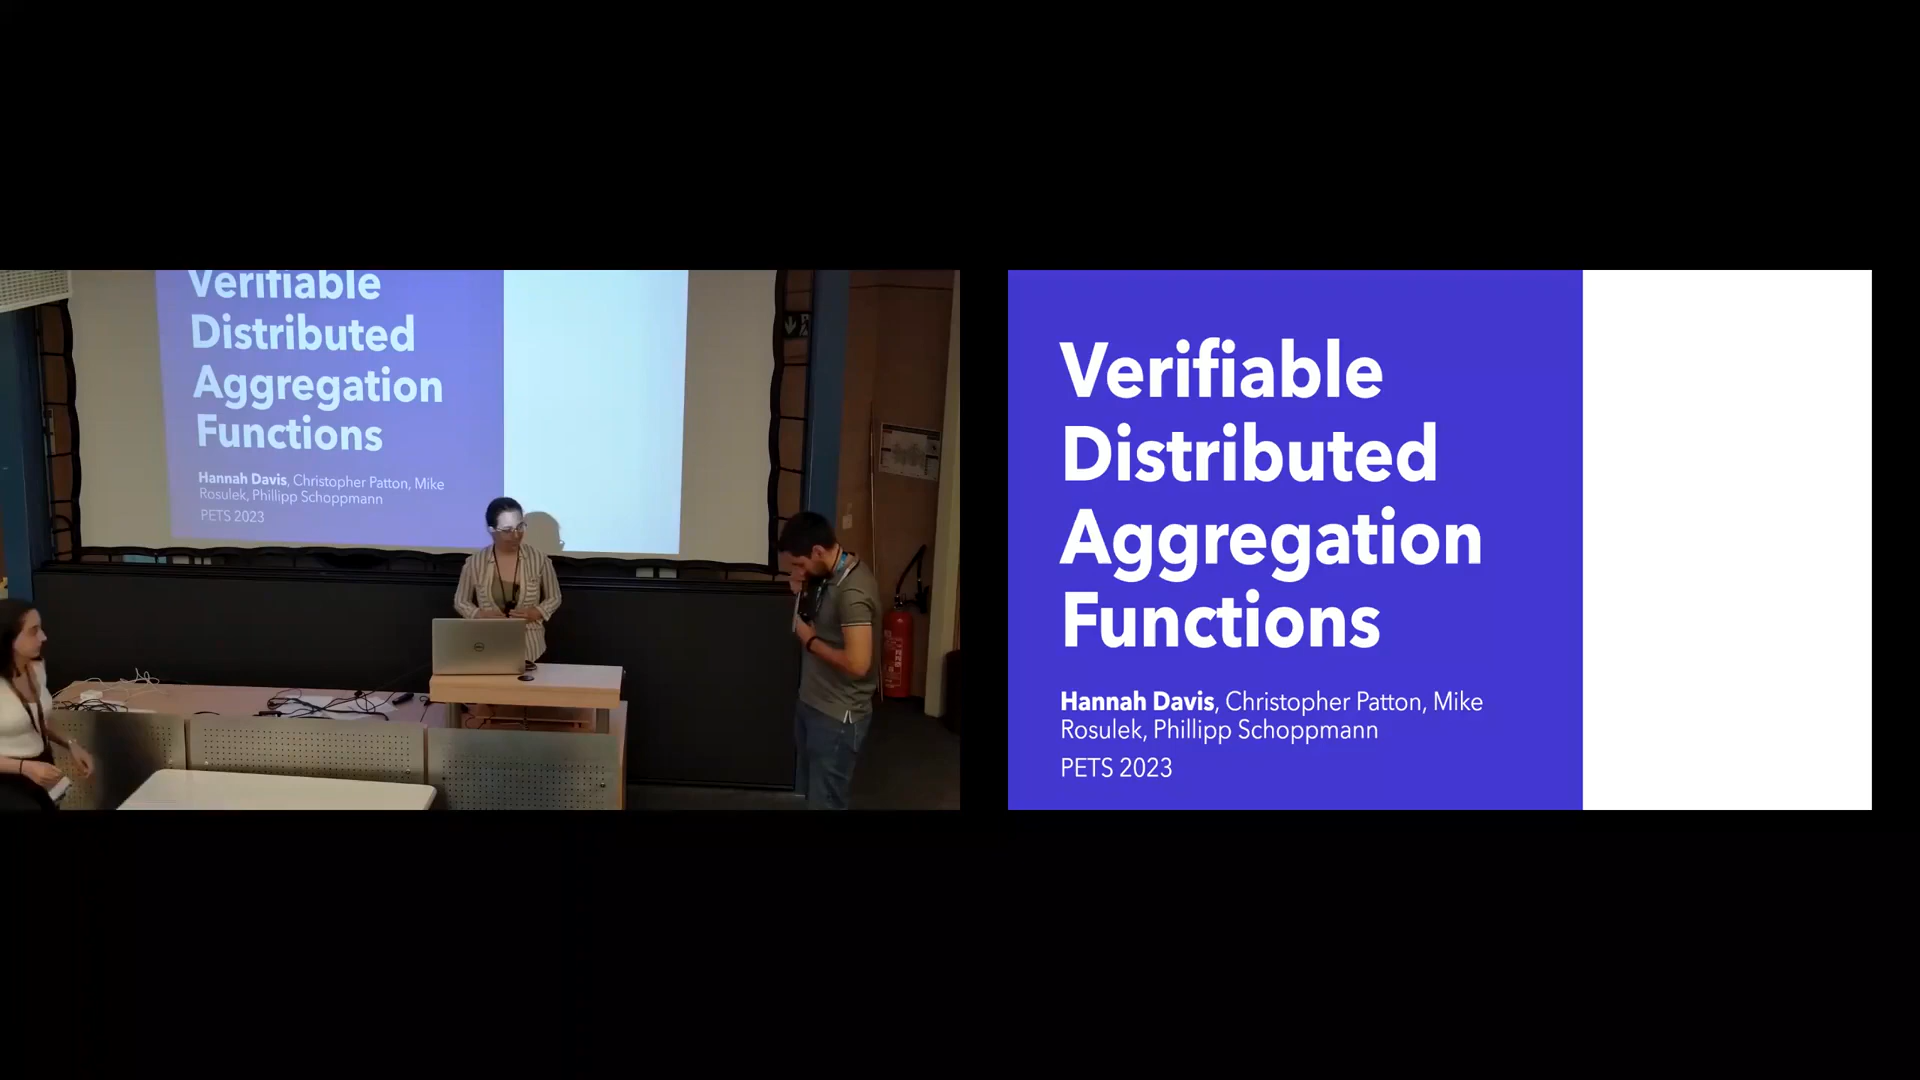 Verifiable
Distributed
Aggregation
Functions
Hannah Davis, Christopher Patton, Mike
Rosulek, Phillipp Schoppmann
PETS 2023
Verifiable
Distributed
Aggregation
Functions
Hannah Davis, Christopher Patton, Mike
Rosulek, Phillipp Schoppmann
PETS 2023